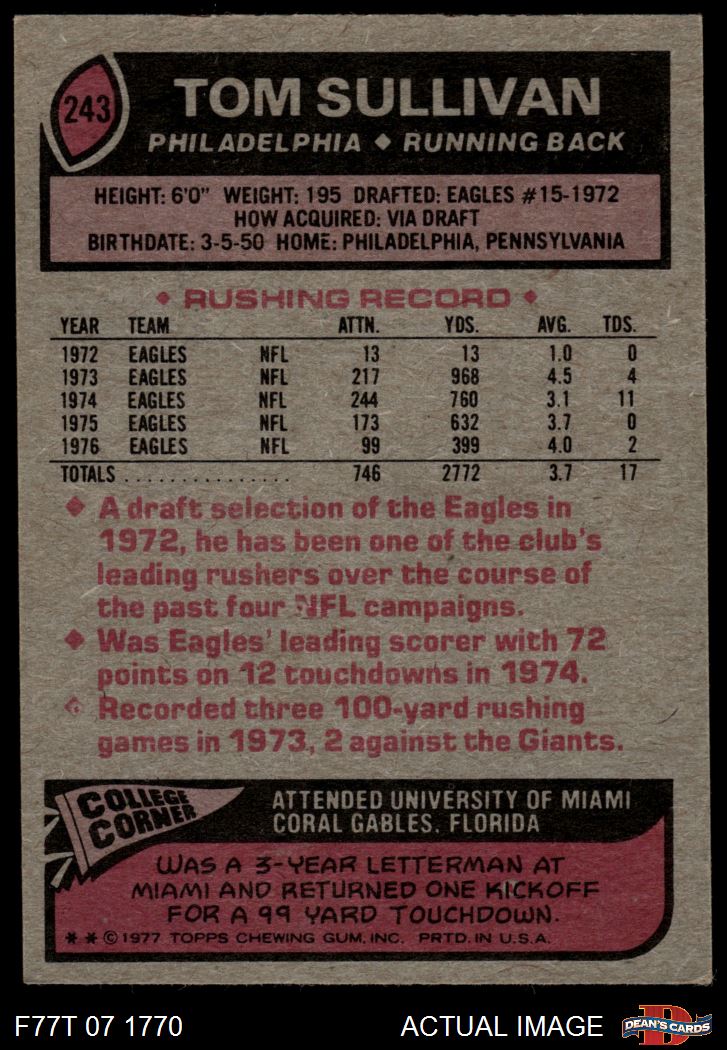 243
TOM SULLIVAN
PHILADELPHIA ◆ RUNNING BACK
HEIGHT: 6'0" WEIGHT: 195 DRAFTED: EAGLES #15-1972
HOW ACQUIRED: VIA DRAFT
BIRTHDATE: 3-5-50 HOME: PHILADELPHIA, PENNSYLVANIA
◆ RUSHING RECORD ◆
YEAR TEAM ATTN. YDS. AVG. TDS.
1972 EAGLES NFL 13 13 1.0 0
1973 EAGLES NFL 217 968 4.5 4
1974 EAGLES NFL 244 760 3.1 11
1975 EAGLES NFL 173 632 3.7 0
1976 EAGLES NFL 99 399 4.0 2
TOTALS . . . . . . . . . . . . . . . . 746 2772 3.7 17
◆ A draft selection of the Eagles in
1972, he has been one of the club's
leading rushers over the course of
the past four NFL campaigns.
◆ Was Eagles' leading scorer with 72
points on 12 touchdowns in 1974.
◆ Recorded three 100-yard rushing
games in 1973, 2 against the Giants.
COLLEGE
CORNER
ATTENDED UNIVERSITY OF MIAMI
CORAL GABLES, FLORIDA
WAS A 3-YEAR LETTERMAN AT
MIAMI AND RETURNED ONE KICKOFF
FOR A 99 YARD TOUCHDOWN.
* * © 1977 TOPPS CHEWING GUM, INC. PRTD. IN U.S.A.
F77T 07 1770 ACTUAL IMAGE
D
DEAN'S CARDS